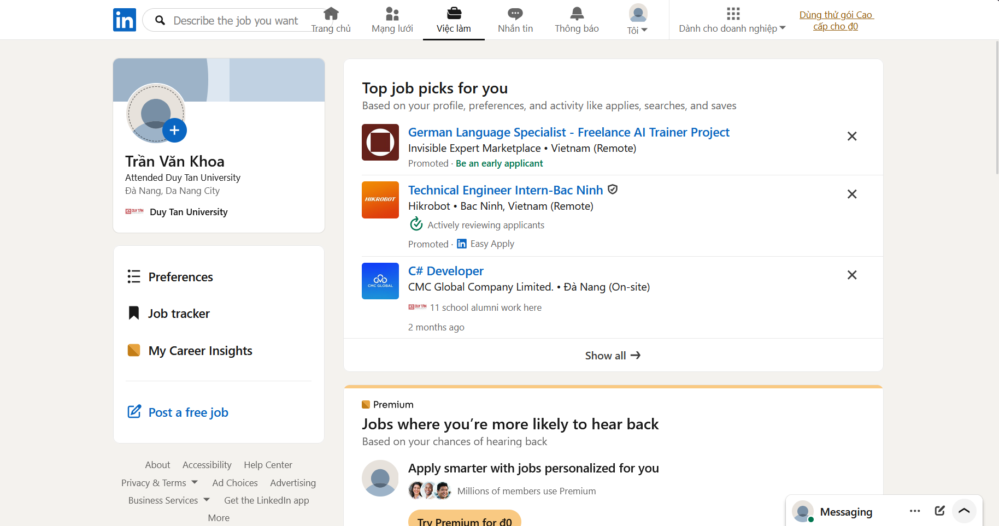 in
Describe the job you want
Trang chủ
Mạng lưới
Việc làm
Nhắn tin
Thông báo
Tôi
Dành cho doanh nghiệp
Dùng thử gói Cao
cấp cho đ0
Trần Văn Khoa
Attended Duy Tan University
Đà Nẵng, Da Nang City
DUY TÂN
Duy Tan University
Preferences
Job tracker
My Career Insights
Post a free job
About
Accessibility
Help Center
Privacy & Terms
Ad Choices
Advertising
Business Services
Get the LinkedIn app
More
Top job picks for you
Based on your profile, preferences, and activity like applies, searches, and saves
German Language Specialist - Freelance AI Trainer Project
Invisible Expert Marketplace • Vietnam (Remote)
Promoted · Be an early applicant
HIKROBOT
Technical Engineer Intern-Bac Ninh
Hikrobot • Bac Ninh, Vietnam (Remote)
Actively reviewing applicants
Promoted · in Easy Apply
CMC GLOBAL
C# Developer
CMC Global Company Limited. • Đà Nang (On-site)
DUY TÂN
11 school alumni work here
2 months ago
Show all →
Premium
Jobs where you’re more likely to hear back
Based on your chances of hearing back
Apply smarter with jobs personalized for you
Millions of members use Premium
Try Premium for đ0
Messaging